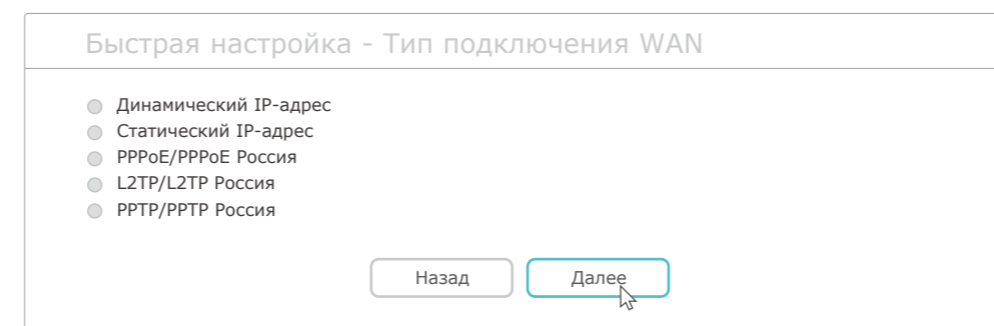 Быстрая настройка - Тип подключения WAN
Динамический IP-адрес
Статический IP-адрес
PPPoE/PPPoE Россия
L2TP/L2TP Россия
PPTP/PPTP Россия
Назад Далее